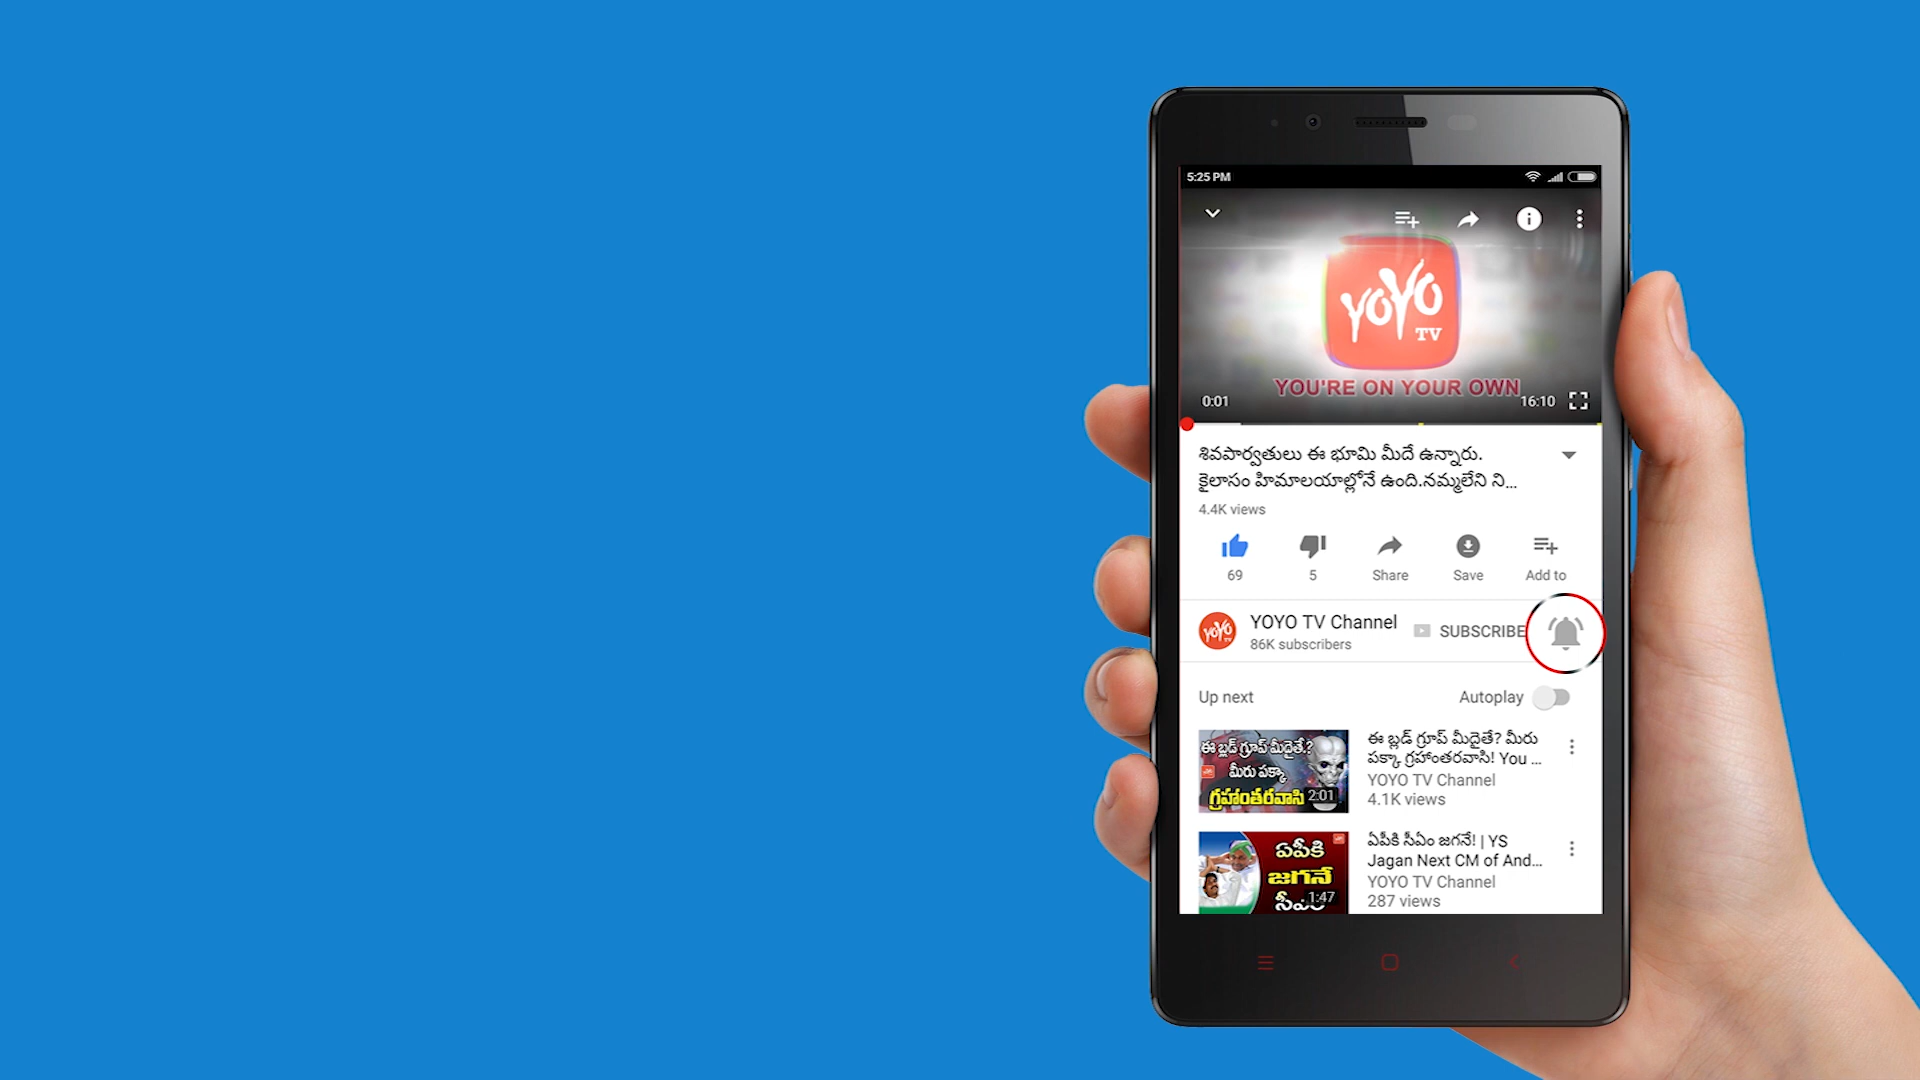 5:25 PM
YOYO
TV
YOU'RE ON YOUR OWN
0:01
16:10
శివపార్వతులు ఈ భూమి మీదే ఉన్నారు.
కైలాసం హిమాలయాల్లోనే ఉంది.నమ్మలేని ని...
4.4K views
69
5
Share
Save
Add to
YOYO
TV
YOYO TV Channel
86K subscribers
SUBSCRIBE
Up next
Autoplay
ఈ బ్లడ్ గ్రూప్ మీదైతే.?
మీరు పక్కా
గ్రహాంతరవాసి
2:01
ఈ బ్లడ్ గ్రూప్ మీదైతే? మీరు
పక్కా గ్రహాంతరవాసి! You ...
YOYO TV Channel
4.1K views
ఏపీకి
జగనే
1:47
ఏపీకి సీఎం జగనే! | YS
Jagan Next CM of And...
YOYO TV Channel
287 views